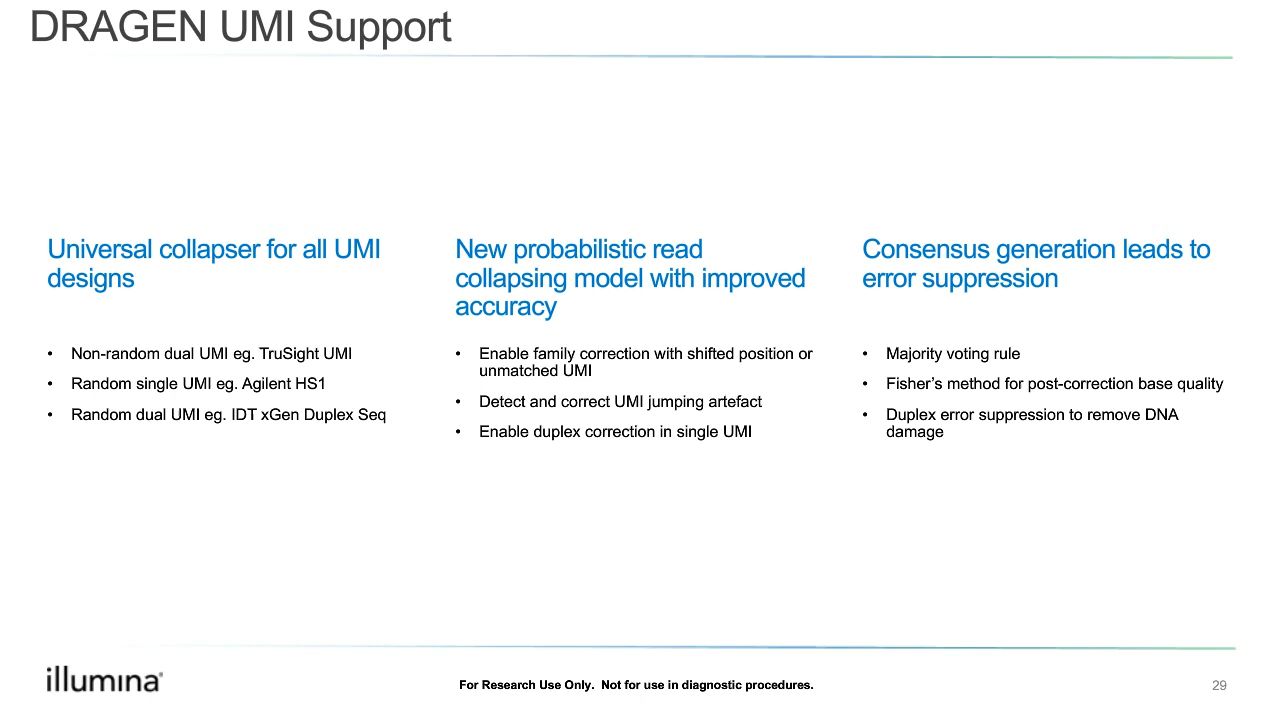 DRAGEN UMI Support
Universal collapser for all UMI
designs
• Non-random dual UMI eg. TruSight UMI
• Random single UMI eg. Agilent HS1
• Random dual UMI eg. IDT xGen Duplex Seq
New probabilistic read
collapsing model with improved
accuracy
• Enable family correction with shifted position or
unmatched UMI
• Detect and correct UMI jumping artefact
• Enable duplex correction in single UMI
Consensus generation leads to
error suppression
• Majority voting rule
• Fisher’s method for post-correction base quality
• Duplex error suppression to remove DNA
damage
illumina®
For Research Use Only. Not for use in diagnostic procedures.
29